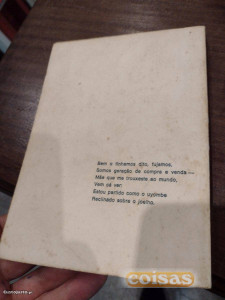 Bem o tínhamos dito, fujamos,
Somos geração de compra e venda —
Mãe que me trouxeste ao mundo,
Vem cá ver:
Estou partido como o uyombe
Reclinado sobre o joelho.
coisas